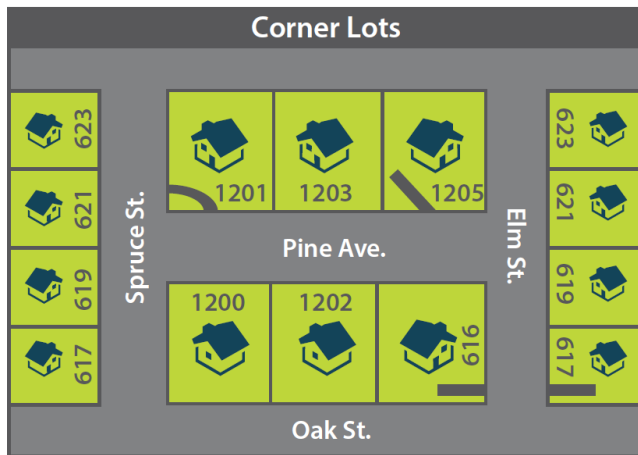 Corner Lots
623
621
619
617
Spruce St.
1201
1203
1205
Pine Ave.
1200
1202
616
Oak St.
Elm St.
623
621
619
617